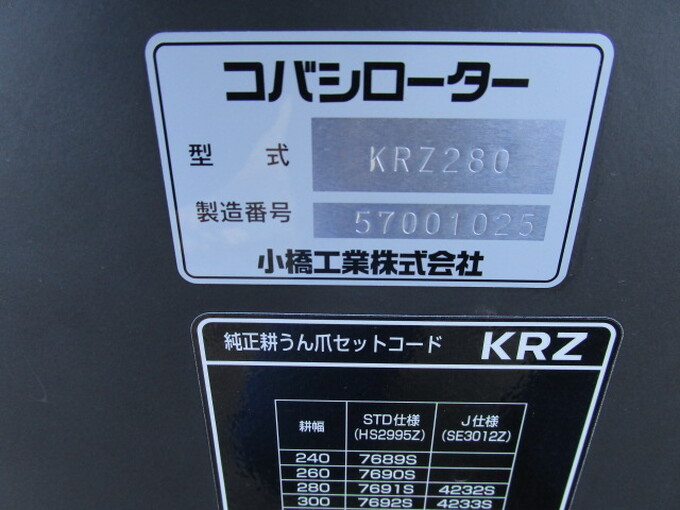 コバシローター
型 式 KRZ280
製造番号 57001025
小橋工業株式会社
純正耕うん爪セットコード KRZ
耕幅 STD仕様 (HS2995Z) J仕様 (SE3012Z)
240 7689S
260 7690S
280 7691S 4232S
300 7692S 4233S